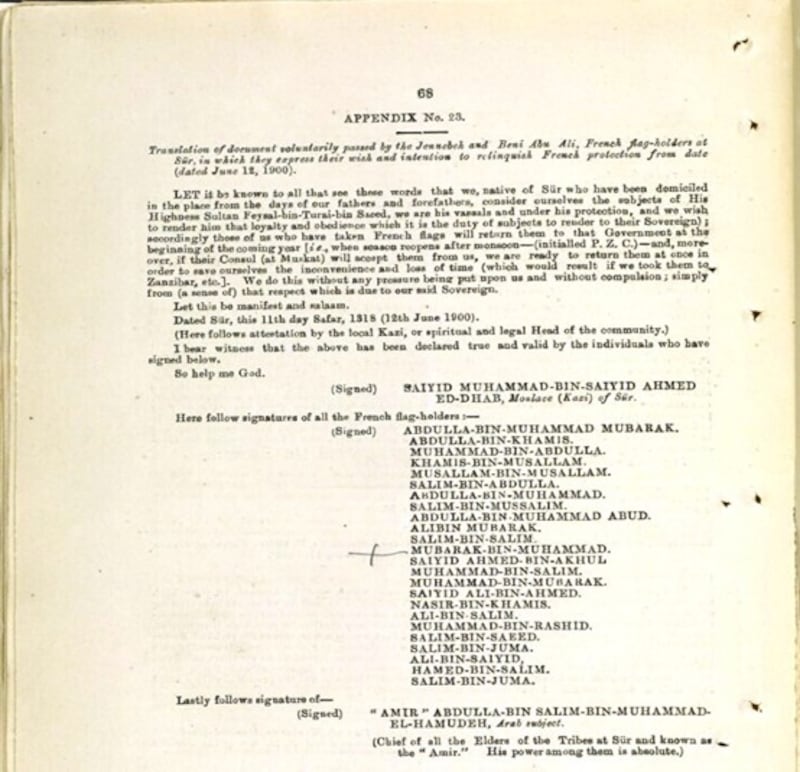 68
APPENDIX No. 23.
Translation of document voluntarily passed by the Jennebeh and Beni Abu Ali, French flag-holders at
Sûr, in which they express their wish and intention to relinquish French protection from date
(dated June 12, 1900).
LET it be known to all that see these words that we, native of Sûr who have been domiciled
in the place from the days of our fathers and forefathers, consider ourselves the subjects of His
Highness Sultan Feysal-bin-Turai-bin Saeed, we are his vassals and under his protection, and we wish
to render him that loyalty and obedience which it is the duty of subjects to render to their Sovereign) ;
accordingly those of us who have taken French flags will return them to that Government at the
beginning of the coming year [i.e., when season reopens after monsoon—(initialled P. Z. C.)—and, more-
over, if their Consul (at Maskat) will accept them from us, we are ready to return them at once in
order to save ourselves the inconvenience and loss of time (which would result if we took them to
Zanzibar, etc.]. We do this without any pressure being put upon us and without compulsion ; simply
from (a sense of) that respect which is due to our said Sovereign.
Let this be manifest and salaam.
Dated Sûr, this 11th day Safar, 1318 (12th June 1900).
(Here follows attestation by the local Kazi, or spiritual and legal Head of the community.)
I bear witness that the above has been declared true and valid by the individuals who have
signed below.
So help me God.
(Signed) SAIYID MUHAMMAD-BIN-SAIYID AHMED
ED-DHAB, Moslace (Kazi) of Sûr.
Here follow signatures of all the French flag-holders :—
(Signed) ABDULLA-BIN-MUHAMMAD MUBARAK.
ABDULLA-BIN-KHAMIS.
MUHAMMAD-BIN-ABDULLA.
KHAMIS-BIN-MUSALLAM.
MUSALLAM-BIN-MUSALLAM.
SALIM-BIN-ABDULLA.
ABDULLA-BIN-MUHAMMAD.
SALIM-BIN-MUSSALIM.
ABDULLA-BIN-MUHAMMAD ABUD.
ALIBIN MUBARAK.
SALIM-BIN-SALIM.
MUBARAK-BIN-MUHAMMAD.
SAIYID AHMED-BIN-AKHUL
MUHAMMAD-BIN-SALIM.
MUHAMMAD-BIN-MUBARAK.
SAIYID ALI-BIN-AHMED.
NASIR-BIN-KHAMIS.
ALI-BIN-SALIM.
MUHAMMAD-BIN-RASHID.
SALIM-BIN-SAEED.
SALIM-BIN-JUMA.
ALI-BIN-SAIYID,
HAMED-BIN-SALIM.
SALIM-BIN-JUMA.
Lastly follows signature of—
(Signed) "AMIR" ABDULLA-BIN SALIM-BIN-MUHAMMAD-
EL-HAMUDEH, Arab subject.
(Chief of all the Elders of the Tribes at Sûr and known as
the "Amir." His power among them is absolute.)